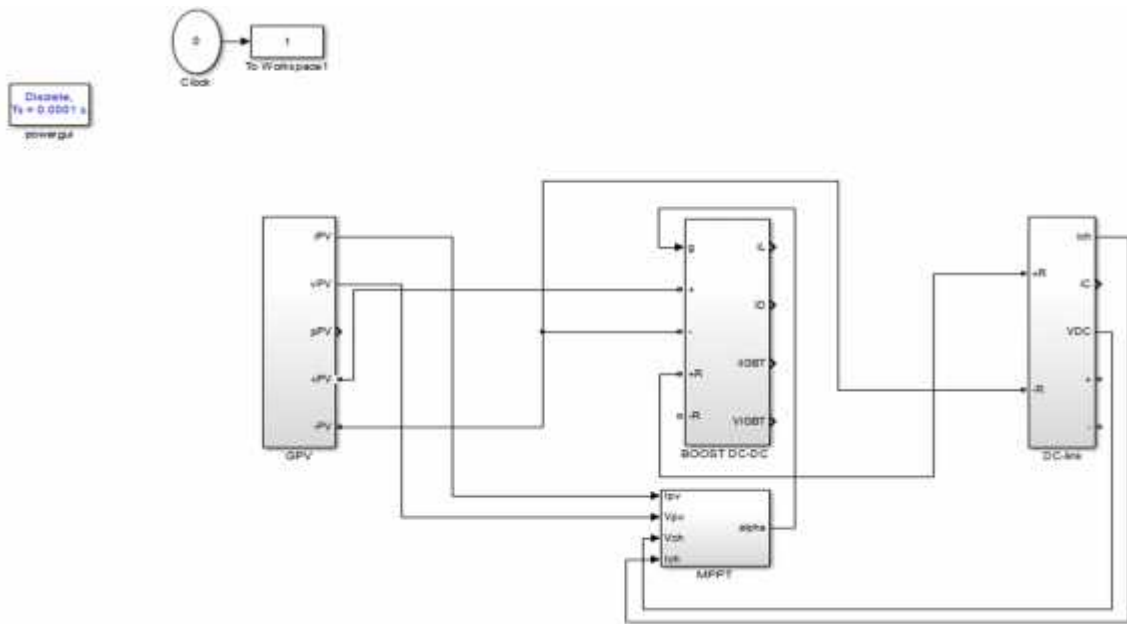 0
1
To Workspace1
Clock
Discrete,
Ts = 0.0001 s.
powergui
IPV
vPV
pPV
+PV
-PV
GPV
g
+
-
+R
-R
IL
ID
IIGBT
VIGBT
BOOST DC-DC
Ipv
Vpv
Vch
Ich
alpha
MPPT
+R
-R
Ich
IC
VDC
+
-
DC-link